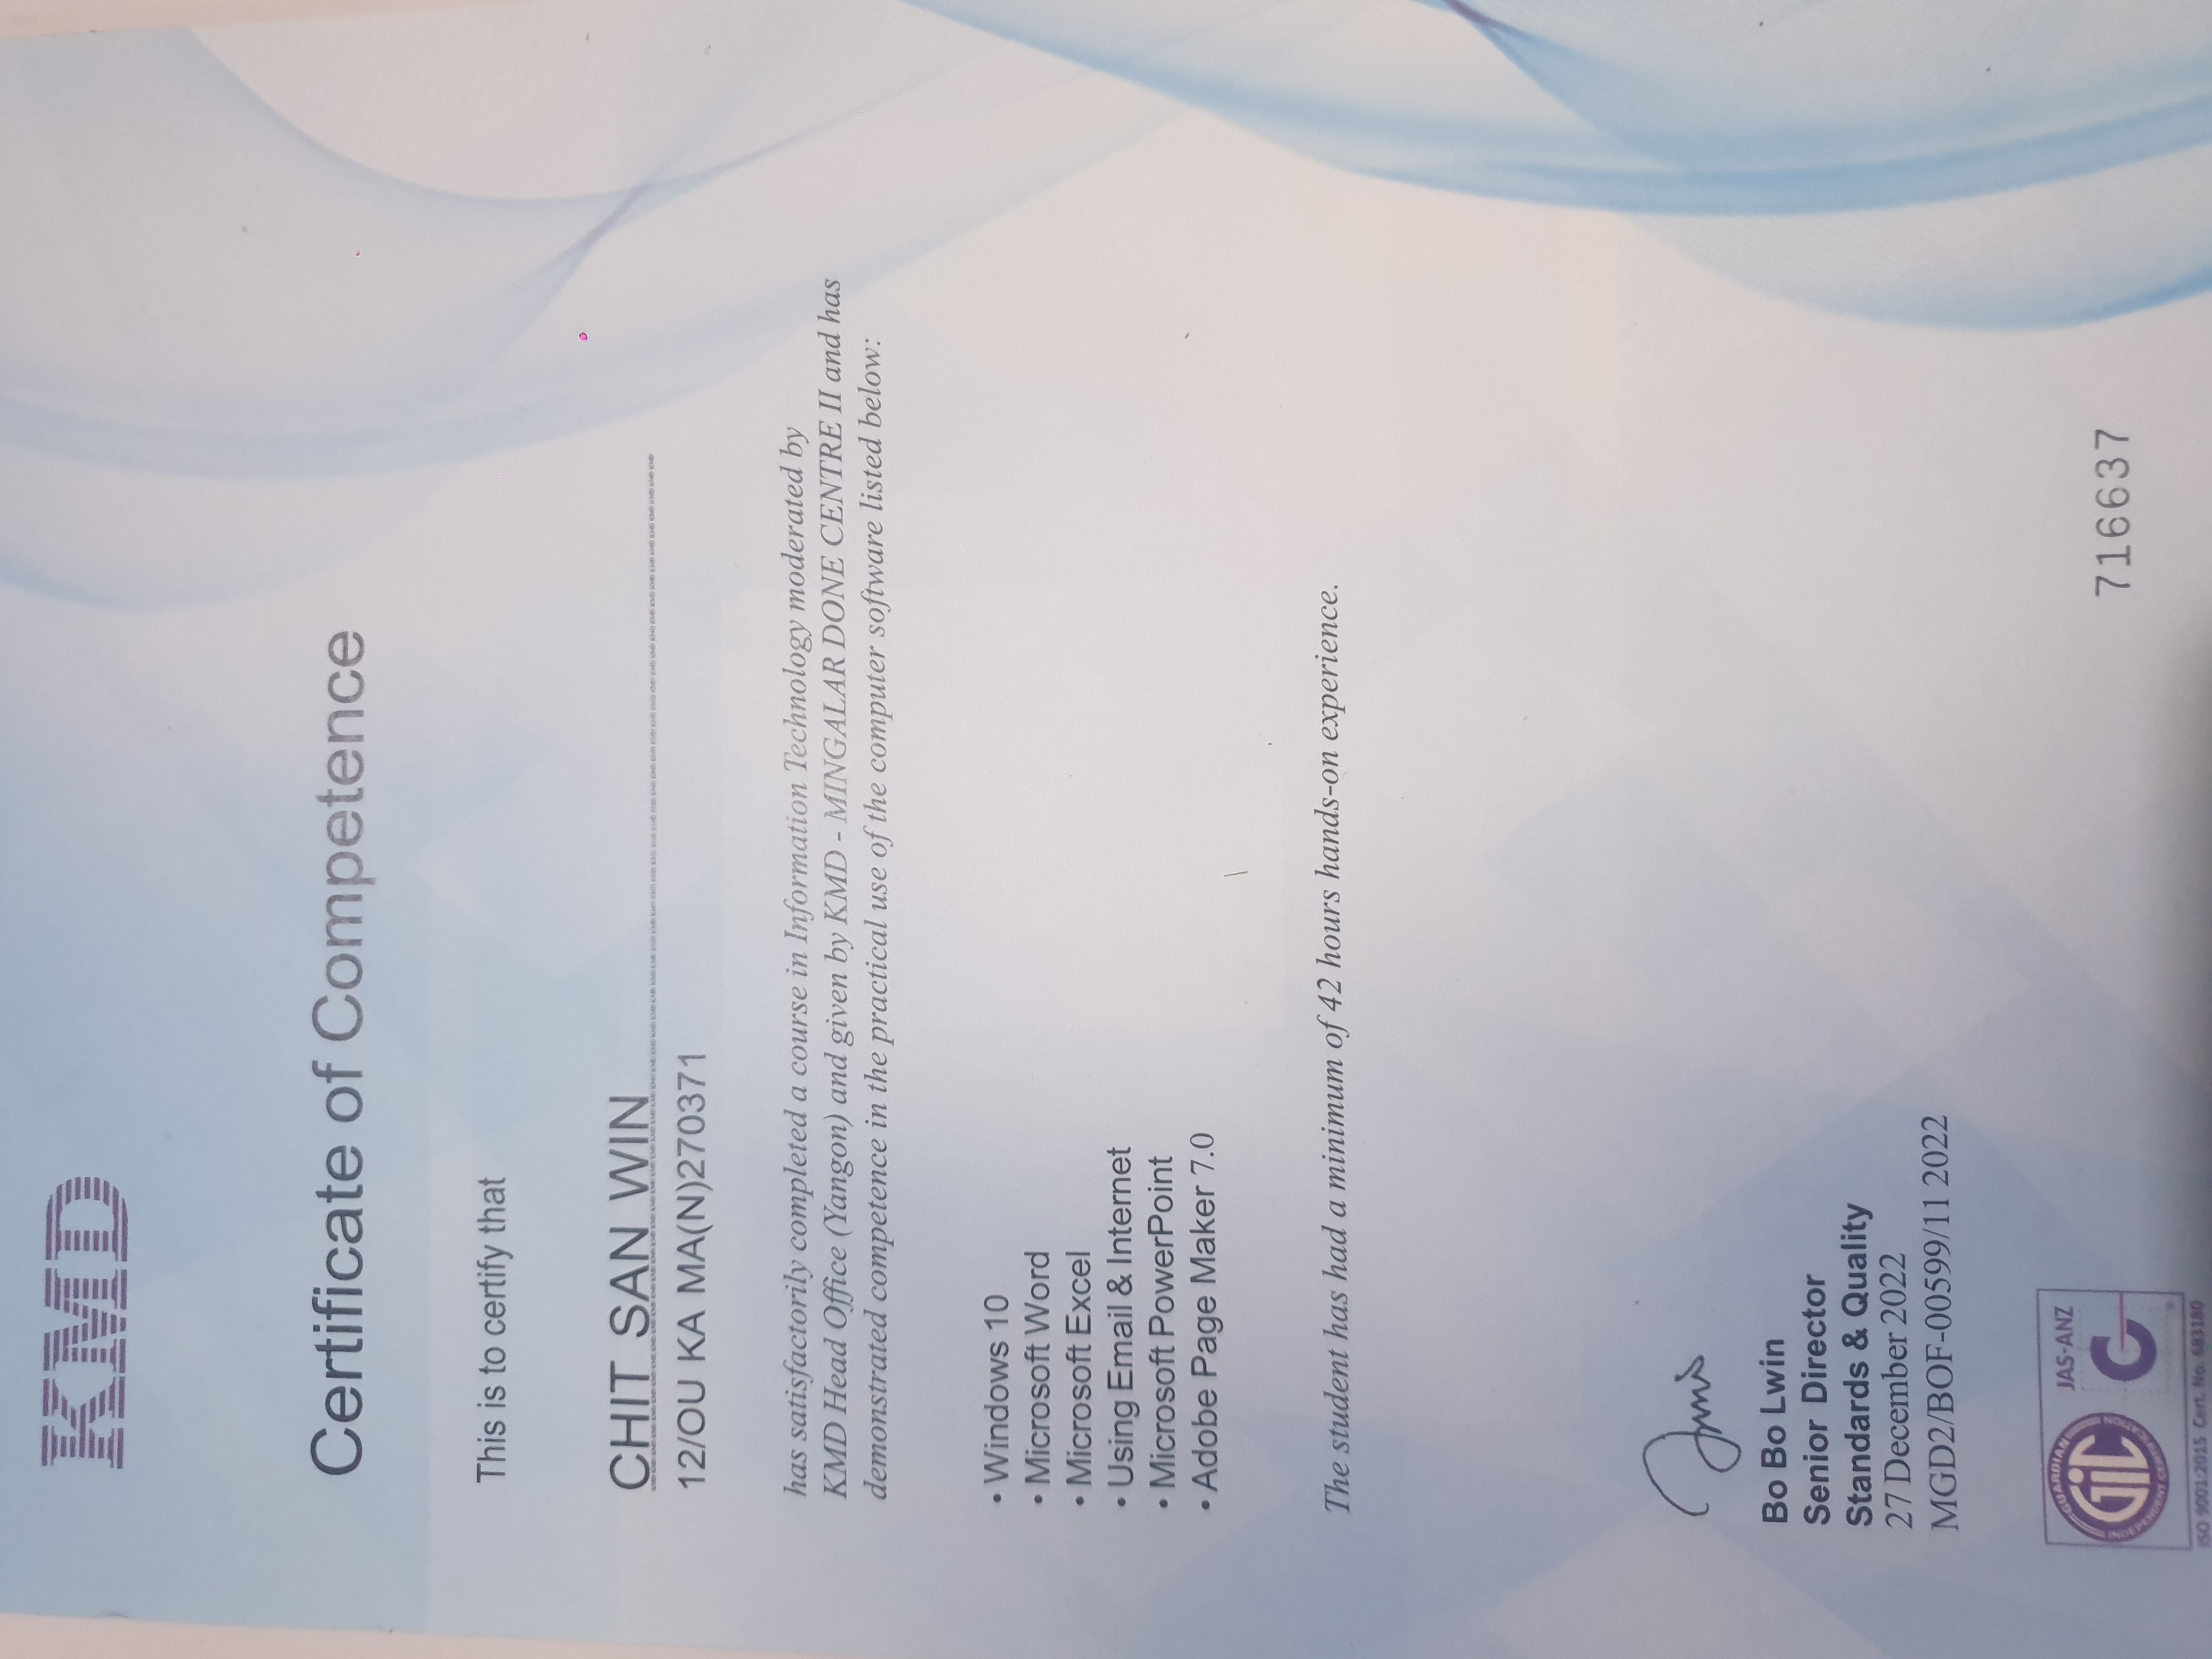 KMD
Certificate of Competence
This is to certify that
CHIT SAN WIN
12/OU KA MA(N)270371
has satisfactorily completed a course in Information Technology moderated by
KMD Head Office (Yangon) and given by KMD - MINGALAR DONE CENTRE II and has
demonstrated competence in the practical use of the computer software listed below:
• Windows 10
• Microsoft Word
• Microsoft Excel
• Using Email & Internet
• Microsoft PowerPoint
• Adobe Page Maker 7.0
The student has had a minimum of 42 hours hands-on experience.
Bo Bo Lwin
Senior Director
Standards & Quality
27 December 2022
MGD2/BOF-00599/11 2022
GUARDIAN
GIC
INDEPENDENT CERTIFICATION
JAS-ANZ
716637
ISO 9001:2015 Cert. No. 683180